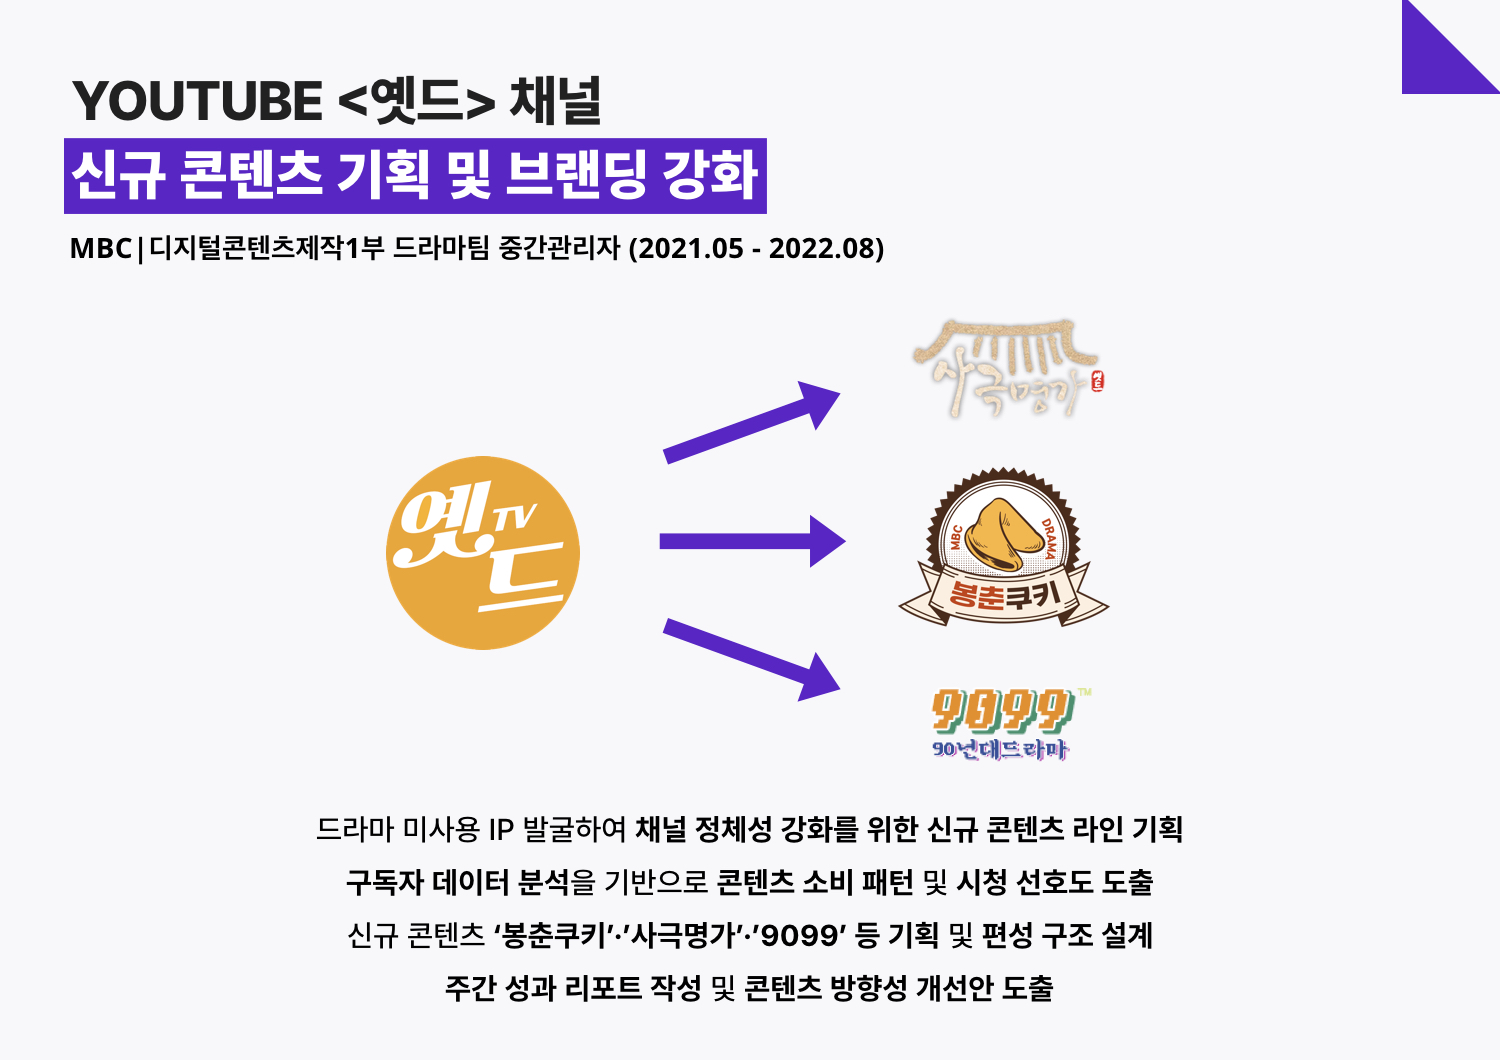 YOUTUBE <옛드> 채널
신규 콘텐츠 기획 및 브랜딩 강화
MBC|디지털콘텐츠제작1부 드라마팀 중간관리자 (2021.05 - 2022.08)
사극명가
옛드
옛드 TV
MBC DRAMA
봉춘쿠키
9099 TM
90년대드라마
드라마 미사용 IP 발굴하여 채널 정체성 강화를 위한 신규 콘텐츠 라인 기획
구독자 데이터 분석을 기반으로 콘텐츠 소비 패턴 및 시청 선호도 도출
신규 콘텐츠 ‘봉춘쿠키’·’사극명가’·’9099’ 등 기획 및 편성 구조 설계
주간 성과 리포트 작성 및 콘텐츠 방향성 개선안 도출